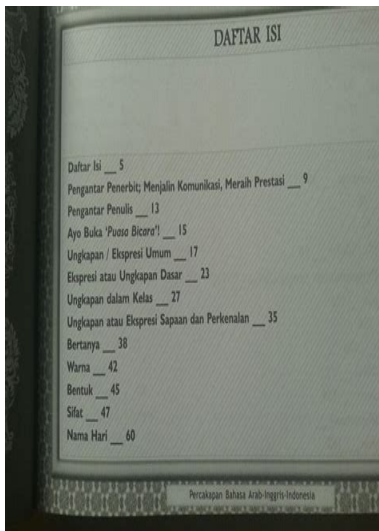 DAFTAR ISI
Daftar Isi __ 5
Pengantar Penerbit; Menjalin Komunikasi, Meraih Prestasi __ 9
Pengantar Penulis __ 13
Ayo Buka 'Puasa Bicara'! __ 15
Ungkapan / Ekspresi Umum __ 17
Ekspresi atau Ungkapan Dasar __ 23
Ungkapan dalam Kelas __ 27
Ungkapan atau Ekspresi Sapaan dan Perkenalan __ 35
Bertanya __ 38
Warna __ 42
Bentuk __ 45
Sifat __ 47
Nama Hari __ 60
Percakapan Bahasa Arab-Inggris-Indonesia